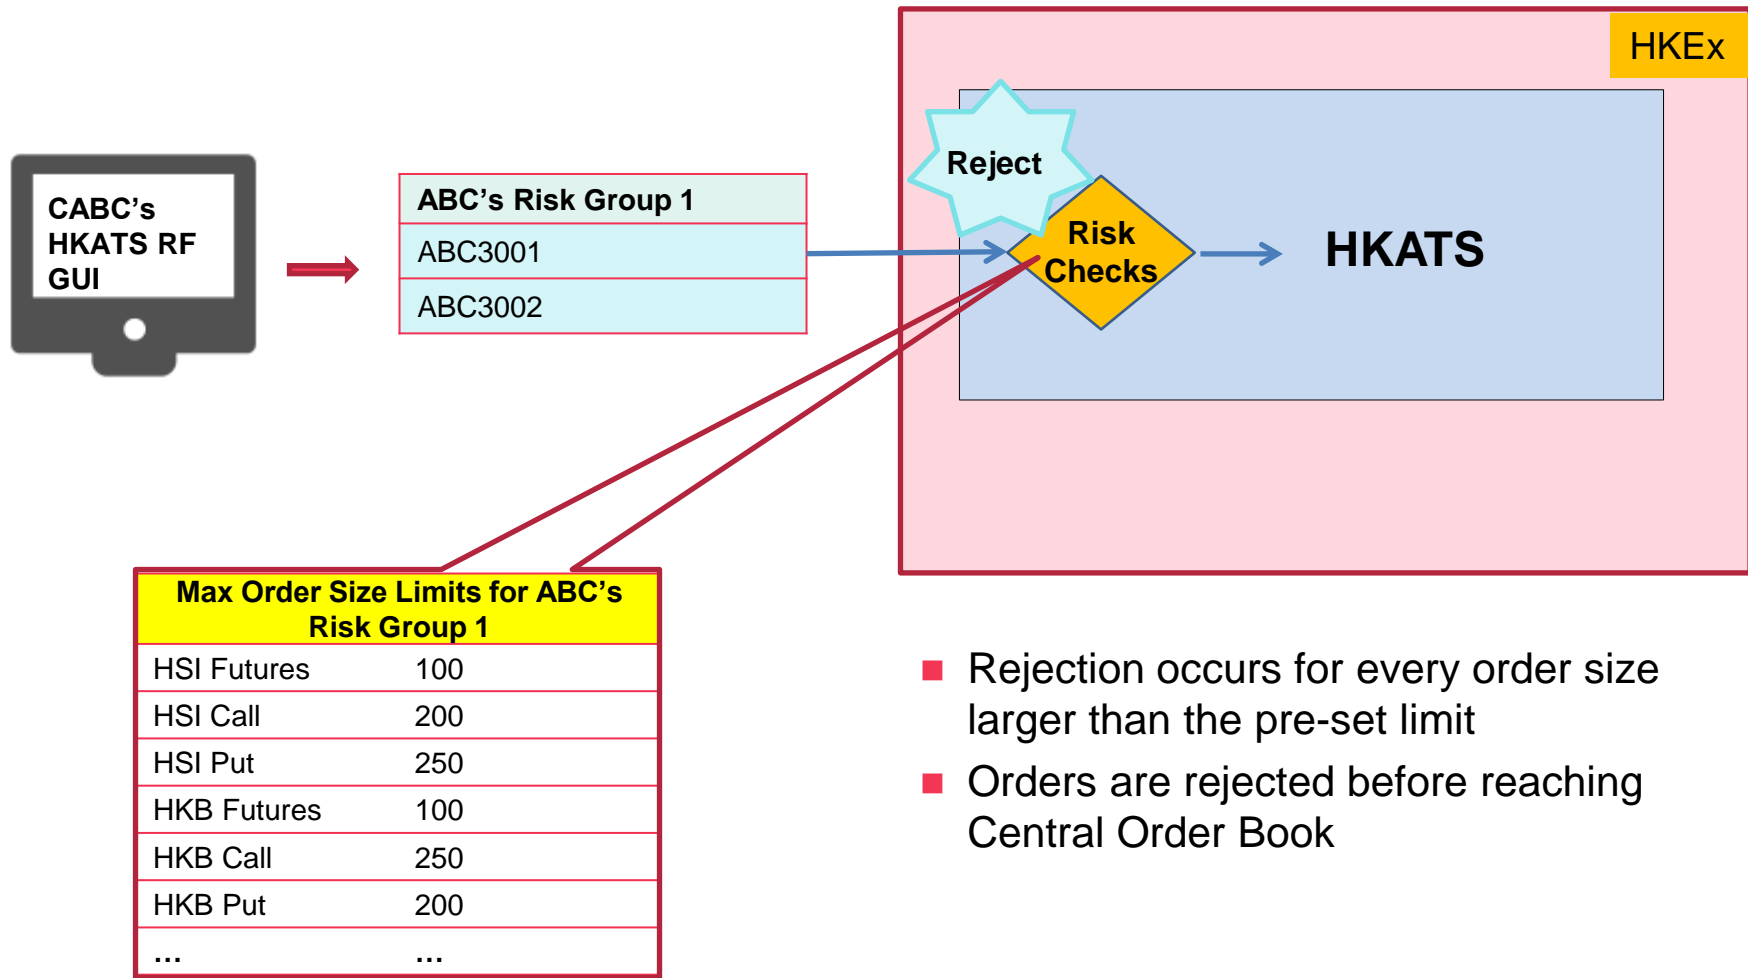 HKEx
CABC's
HKATS RF
GUI
ABC's Risk Group 1
ABC3001
ABC3002
Reject
Risk
Checks
HKATS
Max Order Size Limits for ABC's
Risk Group 1
HSI Futures 100
HSI Call 200
HSI Put 250
HKB Futures 100
HKB Call 250
HKB Put 200
... ...
Rejection occurs for every order size
larger than the pre-set limit
Orders are rejected before reaching
Central Order Book